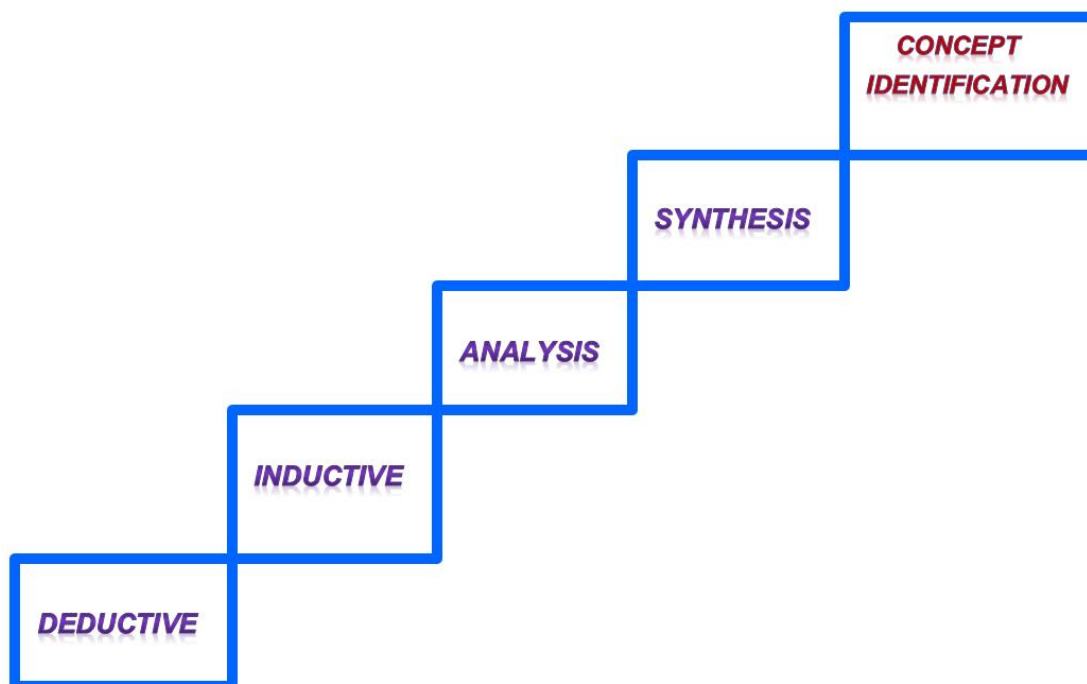 CONCEPT
IDENTIFICATION
SYNTHESIS
ANALYSIS
INDUCTIVE
DEDUCTIVE